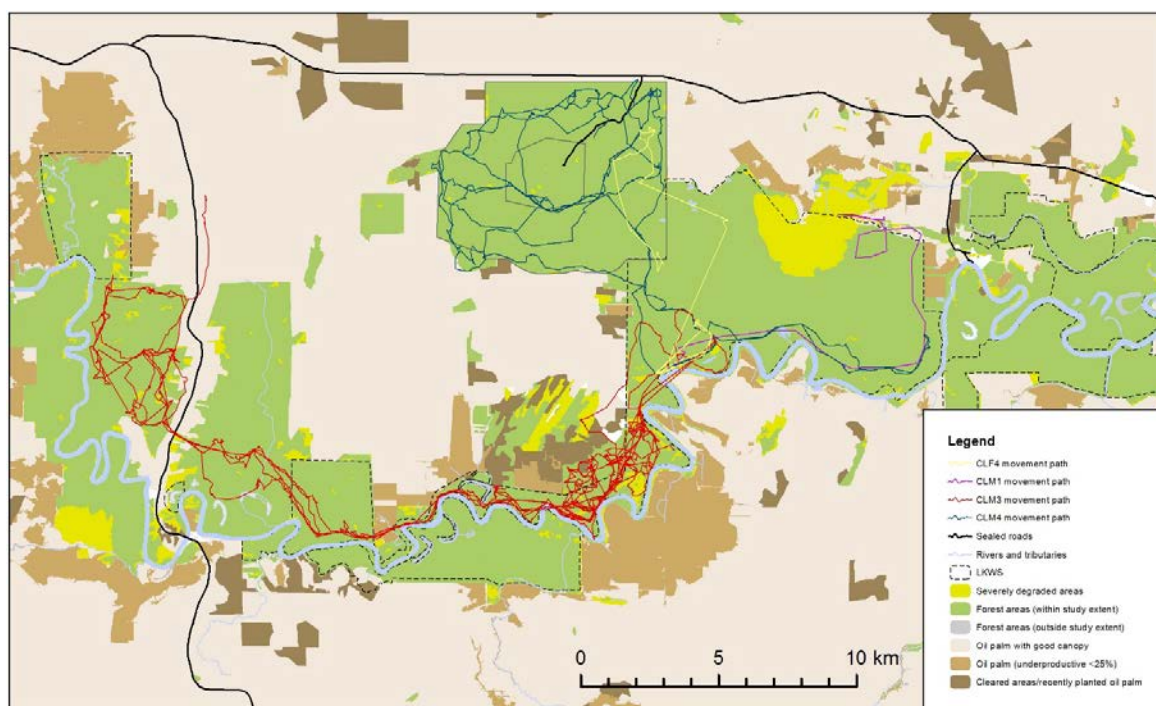 Legend
CLF4 movement path
CLM1 movement path
CLM3 movement path
CLM4 movement path
Sealed roads
Rivers and tributaries
LKWS
Severely degraded areas
Forest areas (within study extent)
Forest areas (outside study extent)
Oil palm with good canopy
Oil palm (underproductive <25%)
Cleared areas/recently planted oil palm
0 5 10 km